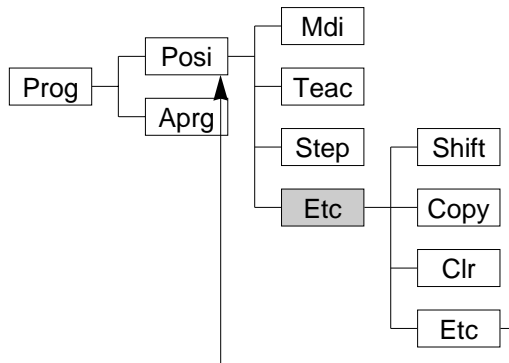 Mdi
Posi
Prog
Teac
Aprg
Step
Shift
Etc
Copy
Clr
Etc